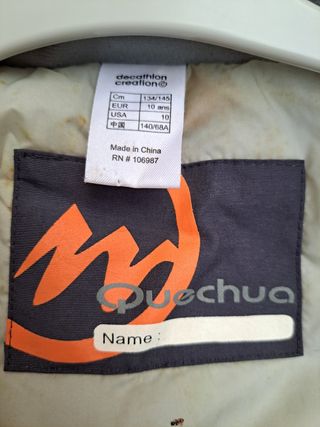 decathlon
creation®
Cm 134/145
EUR 10 ans
USA 10
中国 140/68A
Made in China
RN # 106987
Quechua
Name :